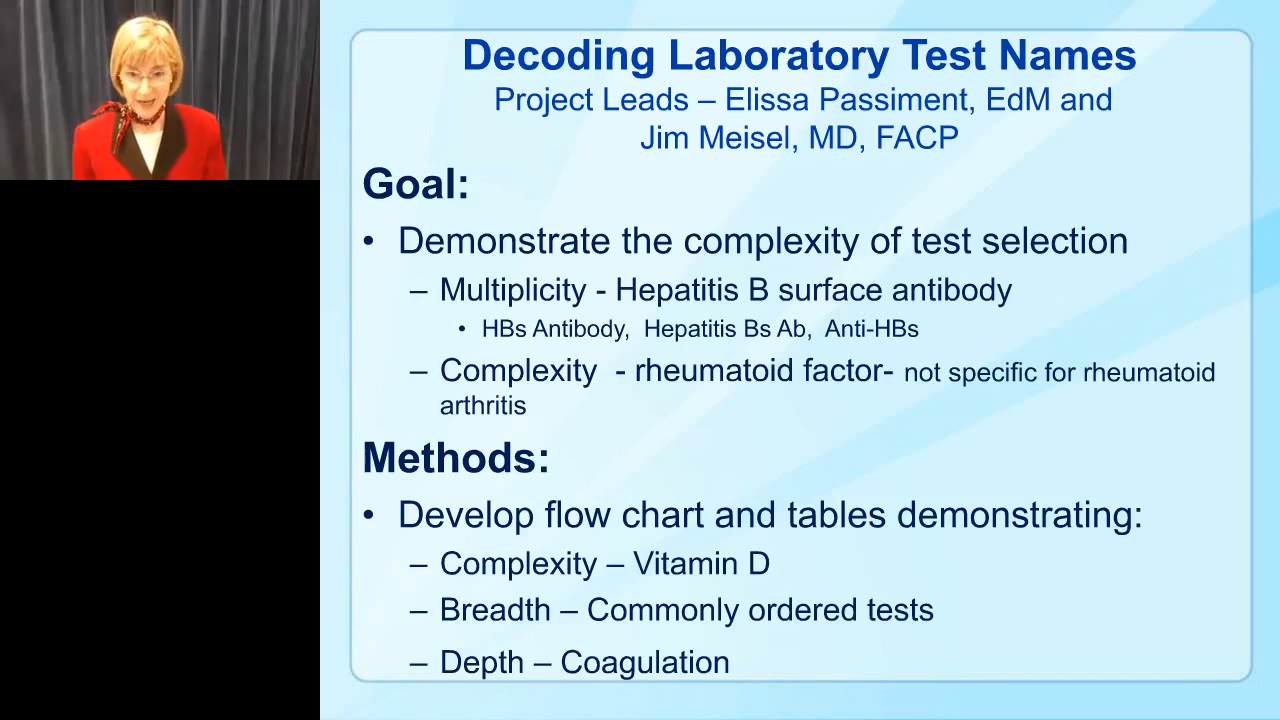 Decoding Laboratory Test Names
Project Leads – Elissa Passiment, EdM and
Jim Meisel, MD, FACP
Goal:
• Demonstrate the complexity of test selection
– Multiplicity - Hepatitis B surface antibody
• HBs Antibody, Hepatitis Bs Ab, Anti-HBs
– Complexity - rheumatoid factor- not specific for rheumatoid
arthritis
Methods:
• Develop flow chart and tables demonstrating:
– Complexity – Vitamin D
– Breadth – Commonly ordered tests
– Depth – Coagulation